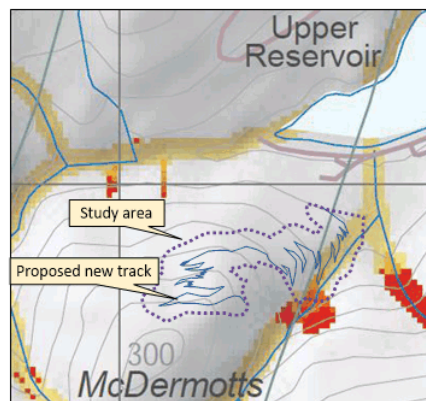 Upper
Reservoir
Study area
Proposed new track
300
McDermotts